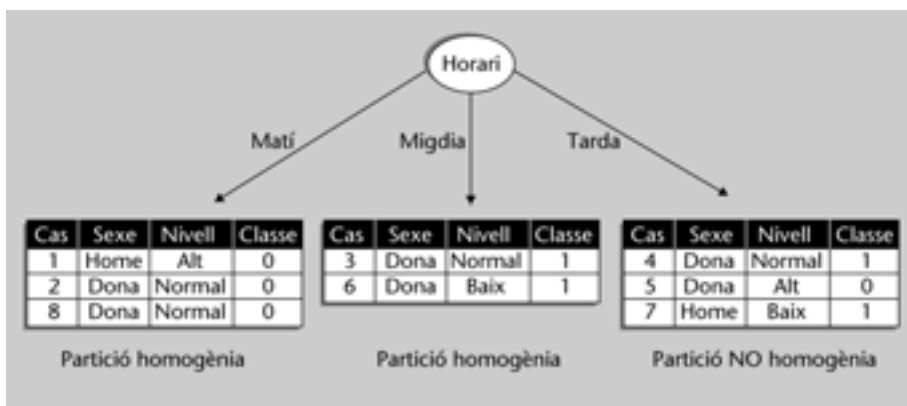 Horari
Matí Migdia Tarda
Cas Sexe Nivell Classe
1 Home Alt 0
2 Dona Normal 0
8 Dona Normal 0
Partició homogènia
Cas Sexe Nivell Classe
3 Dona Normal 1
6 Dona Baix 1
Partició homogènia
Cas Sexe Nivell Classe
4 Dona Normal 1
5 Dona Alt 0
7 Home Baix 1
Partició NO homogènia